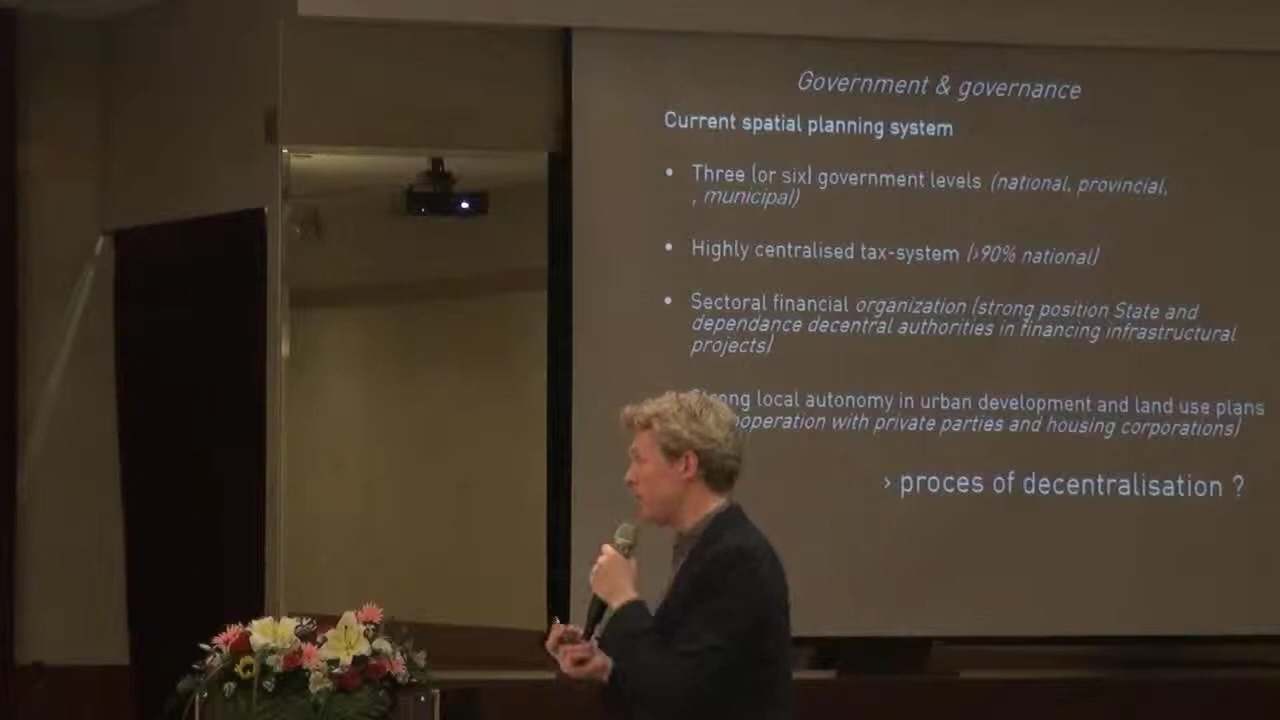 Government & governance
Current spatial planning system
• Three (or six) government levels (national, provincial,
, municipal)
• Highly centralised tax-system (>90% national)
• Sectoral financial organization (strong position State and
dependance decentral authorities in financing infrastructural
projects)
Strong local autonomy in urban development and land use plans
operation with private parties and housing corporations)
> proces of decentralisation ?